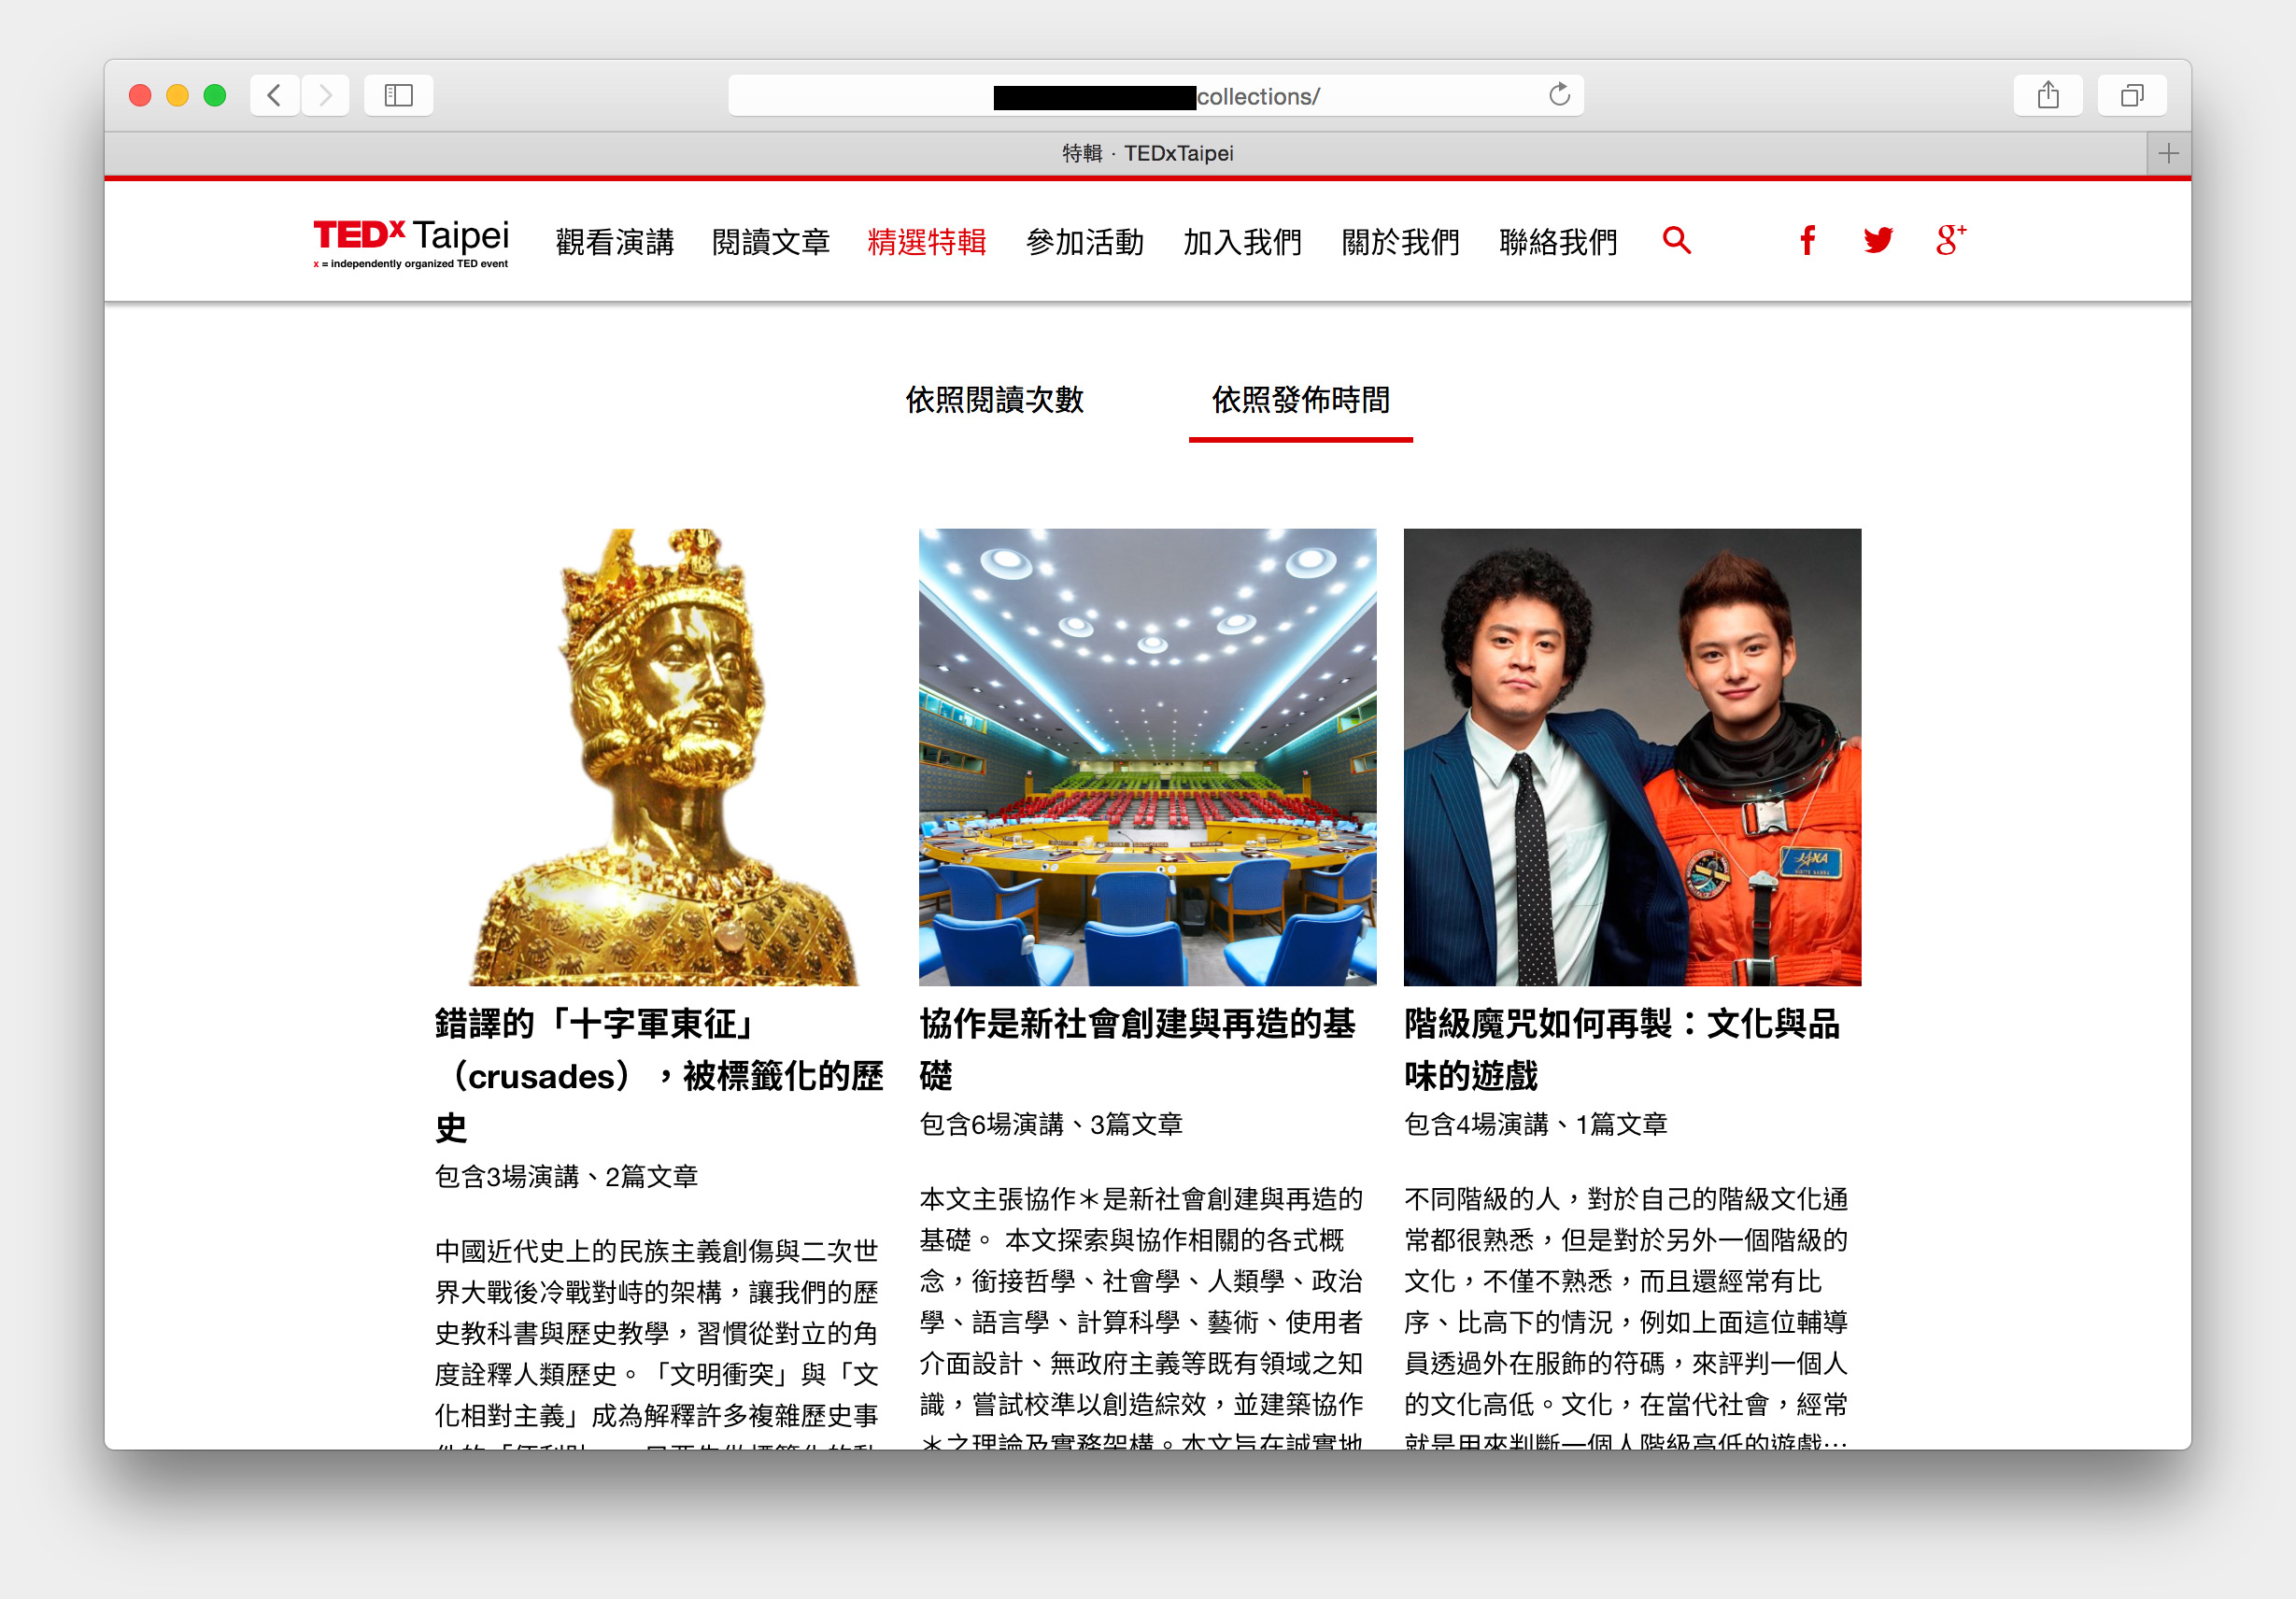 collections/
特輯 · TEDxTaipei
TEDx Taipei
x = independently organized TED event
觀看演講
閱讀文章
精選特輯
參加活動
加入我們
關於我們
聯絡我們
依照閱讀次數
依照發佈時間
錯譯的「十字軍東征」
（crusades），被標籤化的歷
史
包含3場演講、2篇文章
中國近代史上的民族主義創傷與二次世
界大戰後冷戰對峙的架構，讓我們的歷
史教科書與歷史教學，習慣從對立的角
度詮釋人類歷史。「文明衝突」與「文
化相對主義」成為解釋許多複雜歷史事
協作是新社會創建與再造的基
礎
包含6場演講、3篇文章
本文主張協作＊是新社會創建與再造的
基礎。 本文探索與協作相關的各式概
念，銜接哲學、社會學、人類學、政治
學、語言學、計算科學、藝術、使用者
介面設計、無政府主義等既有領域之知
識，嘗試校準以創造綜效，並建築協作
＊之理論及實務架構。本文旨在誠實地
階級魔咒如何再製：文化與品
味的遊戲
包含4場演講、1篇文章
不同階級的人，對於自己的階級文化通
常都很熟悉，但是對於另外一個階級的
文化，不僅不熟悉，而且還經常有比
序、比高下的情況，例如上面這位輔導
員透過外在服飾的符碼，來評判一個人
的文化高低。文化，在當代社會，經常
就是用來判斷一個人階級高低的遊戲…
JAXA